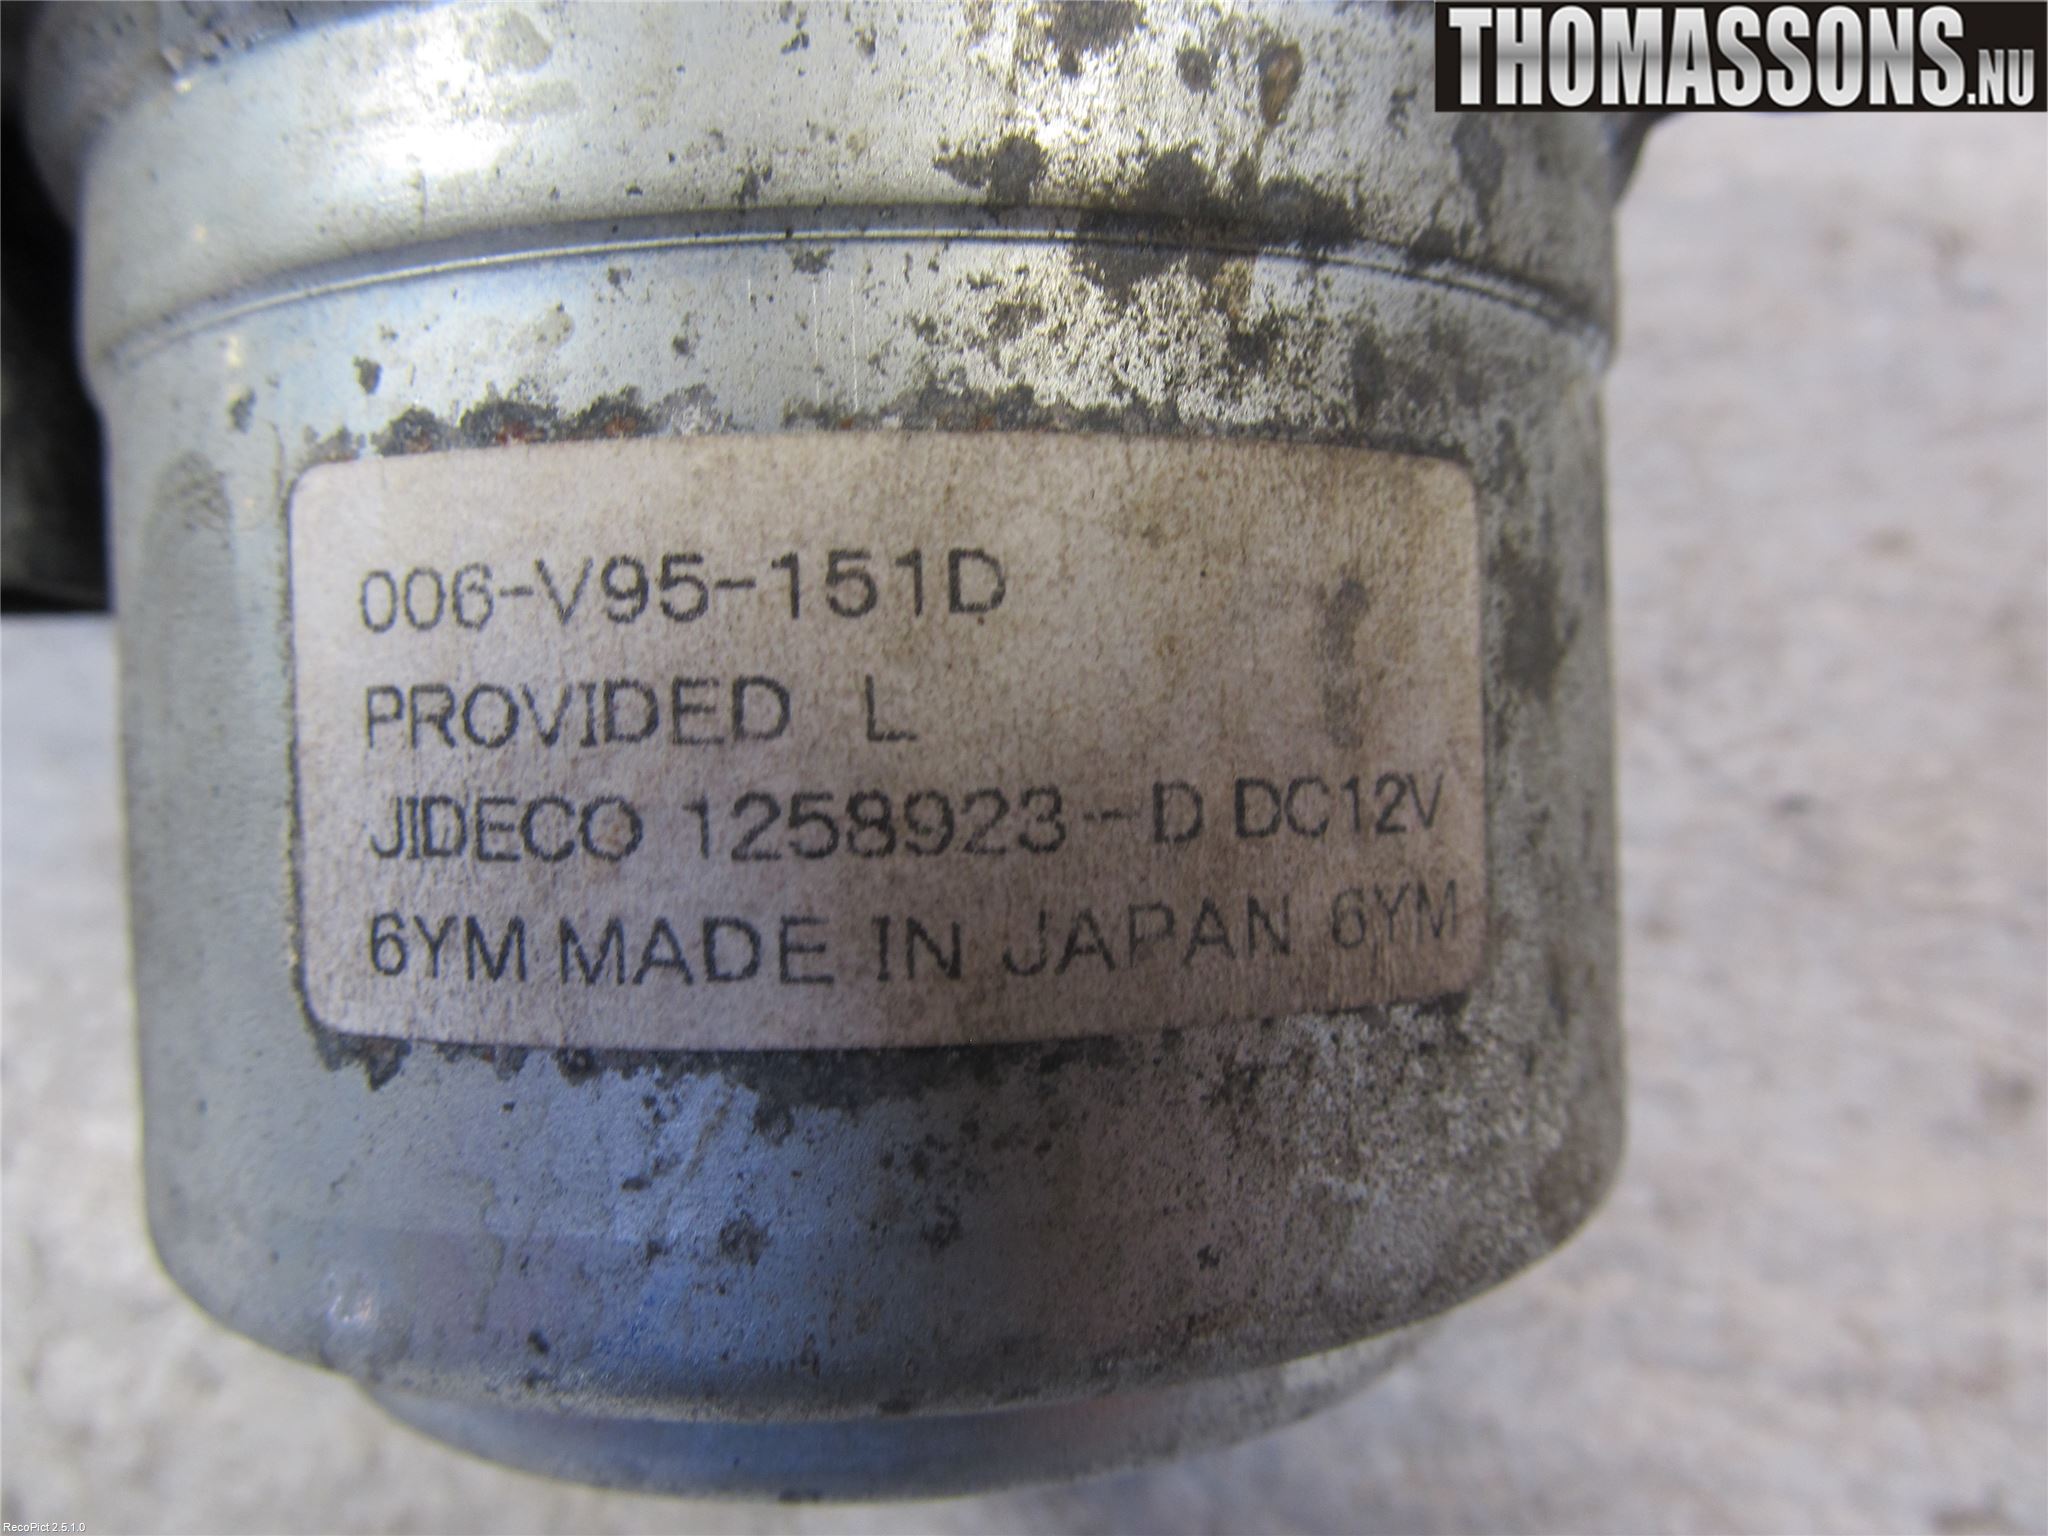 THOMASSONS.NU
006-V95-151D
PROVIDED L
JIDECO 1258923-D DC12V
6YM MADE IN JAPAN 6YM
RecoPict 2.5.1.0